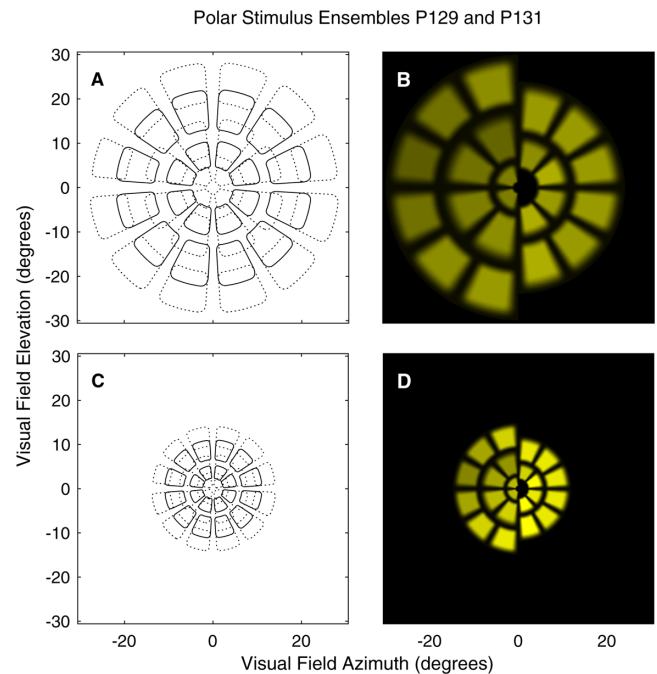 Polar Stimulus Ensembles P129 and P131
A
B
30
20
10
0
-10
-20
-30
C
D
30
20
10
0
-10
-20
-30
-20 0 20
-20 0 20
Visual Field Elevation (degrees)
Visual Field Azimuth (degrees)